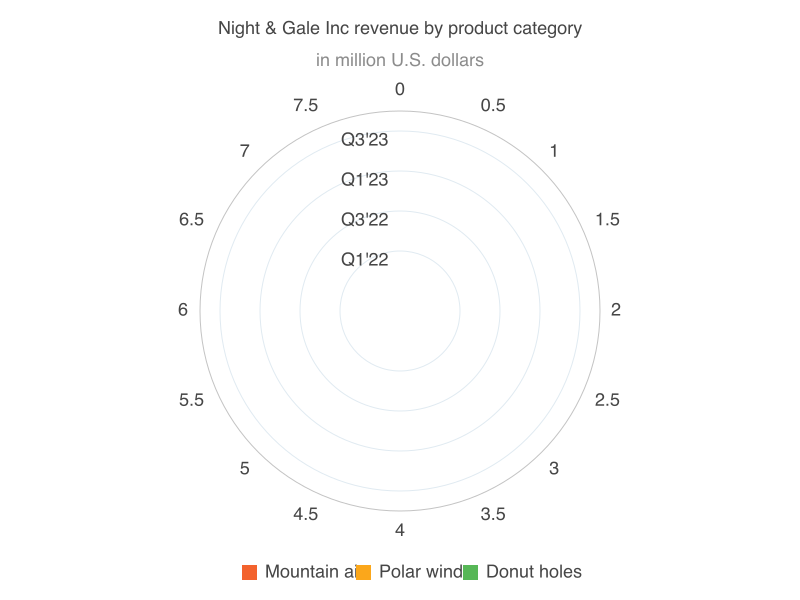 Night & Gale Inc revenue by product category
in million U.S. dollars
0
7.5
0.5
Q3'23
7
1
Q1'23
6.5
Q3'22
1.5
Q1'22
6
2
5.5
2.5
5
3
4.5
3.5
4
Mountain ai Polar wind Donut holes